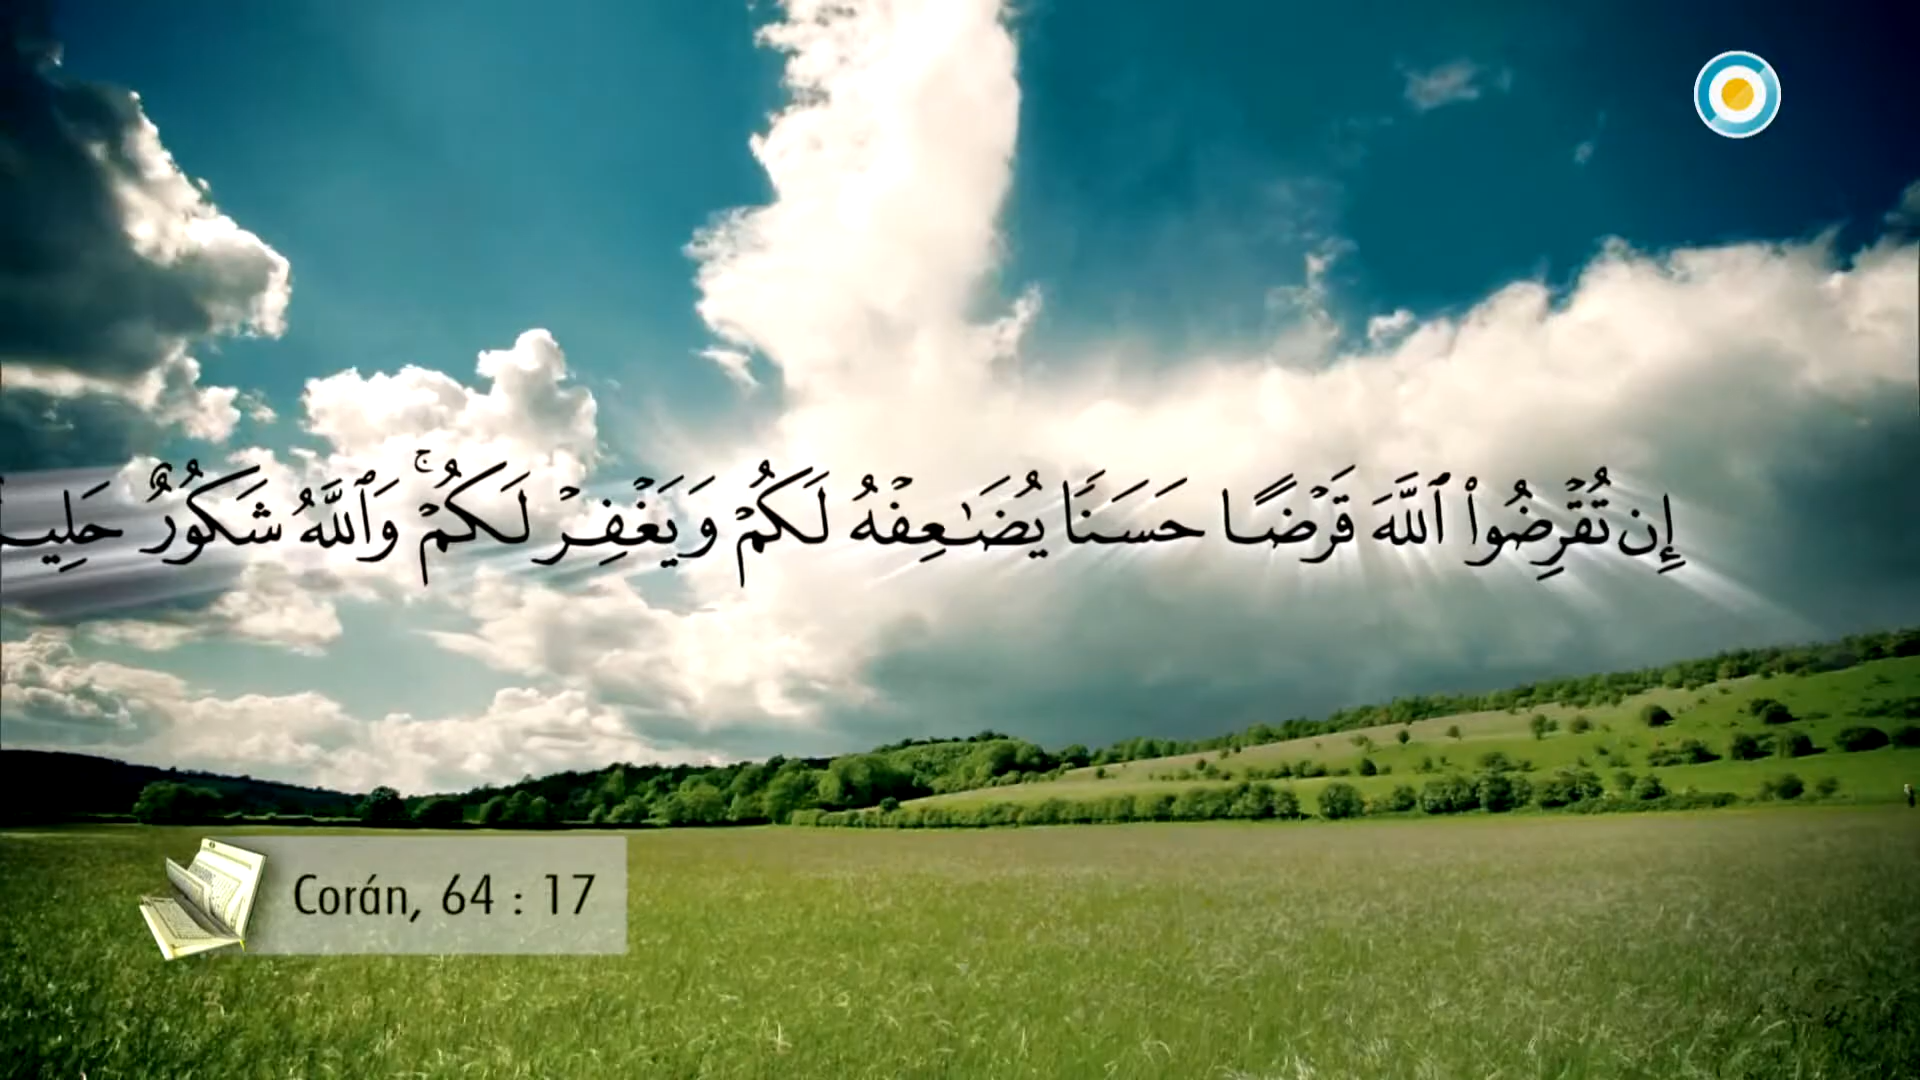 إِن تُقْرِضُوا۟ ٱللَّهَ قَرْضًا حَسَنًا يُضَـٰعِفْهُ لَكُمْ وَيَغْفِرْ لَكُمْ ۚ وَٱللَّهُ شَكُورٌ
Corán, 64 : 17